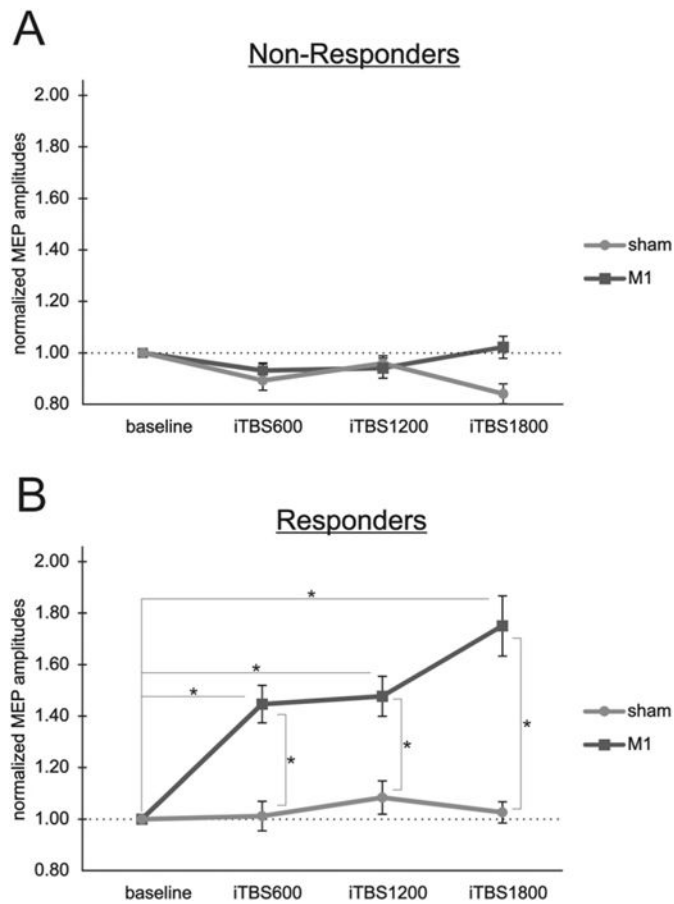 A
Non-Responders
normalized MEP amplitudes
2.00
1.80
1.60
1.40
1.20
1.00
0.80
sham
M1
baseline iTBS600 iTBS1200 iTBS1800
B
Responders
normalized MEP amplitudes
2.00
1.80
1.60
1.40
1.20
1.00
0.80
*
*
*
*
*
*
sham
M1
baseline iTBS600 iTBS1200 iTBS1800